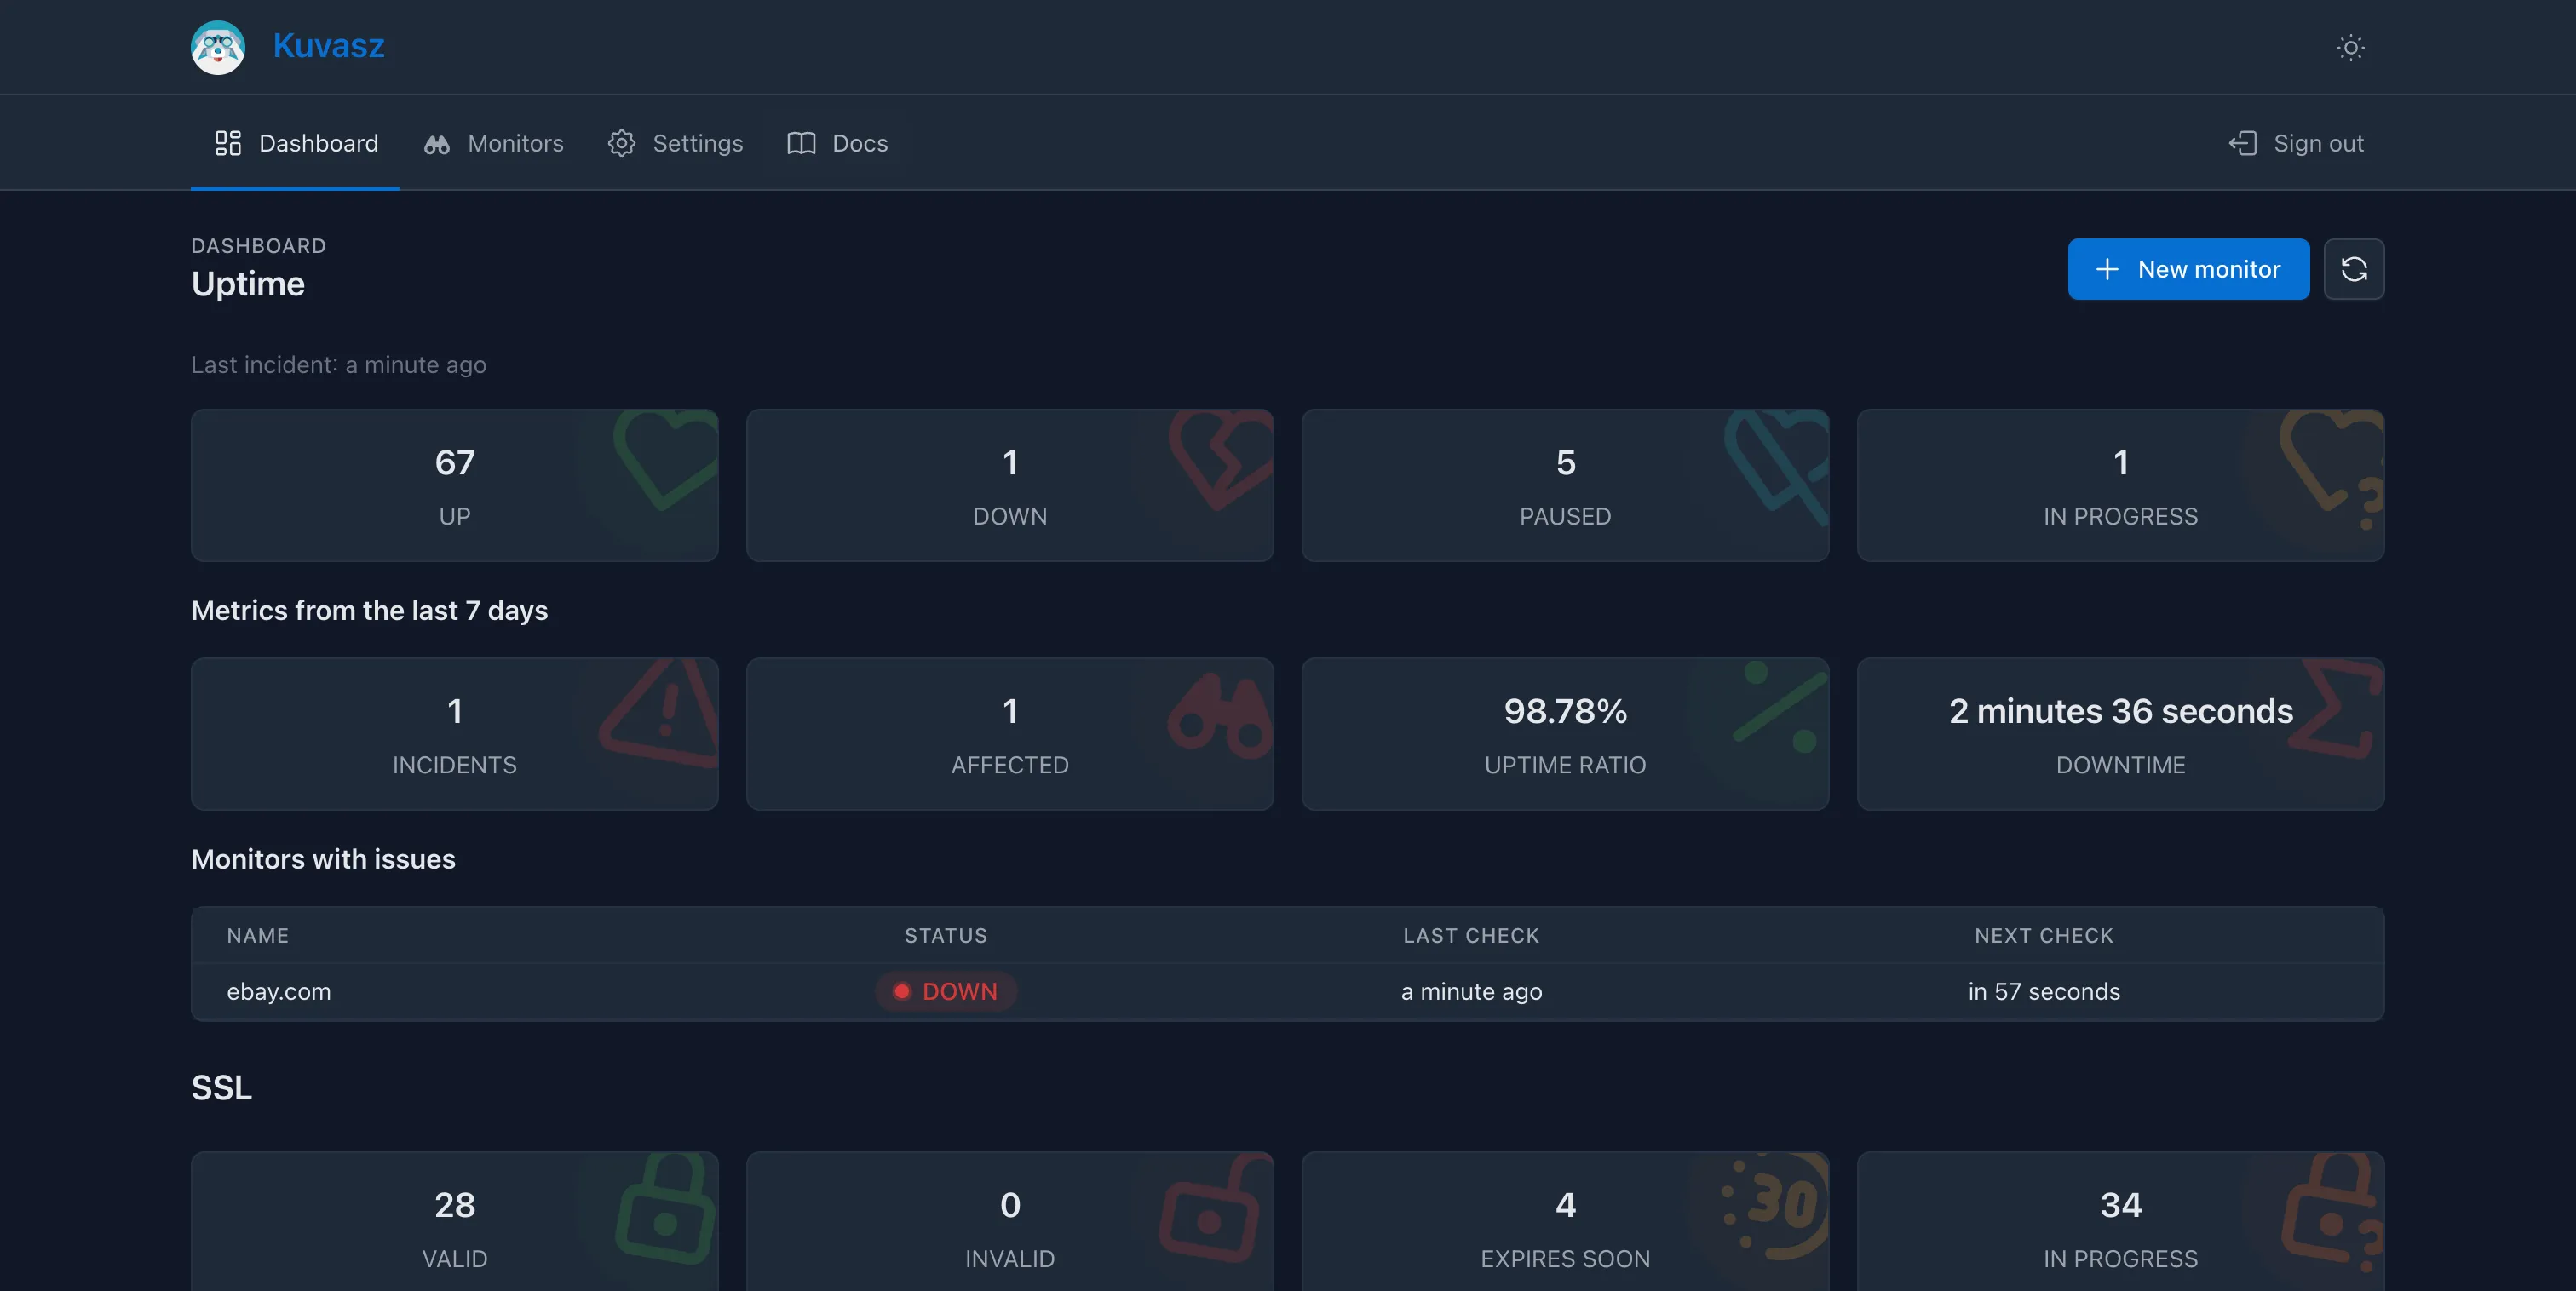 Kuvasz
Dashboard Monitors Settings Docs Sign out
DASHBOARD
Uptime
New monitor
Last incident: a minute ago
67 1 5 1
UP DOWN PAUSED IN PROGRESS
Metrics from the last 7 days
1 1 98.78% 2 minutes 36 seconds
INCIDENTS AFFECTED UPTIME RATIO DOWNTIME
Monitors with issues
NAME STATUS LAST CHECK NEXT CHECK
ebay.com DOWN a minute ago in 57 seconds
SSL
30
28 0 4 34
VALID INVALID EXPIRES SOON IN PROGRESS